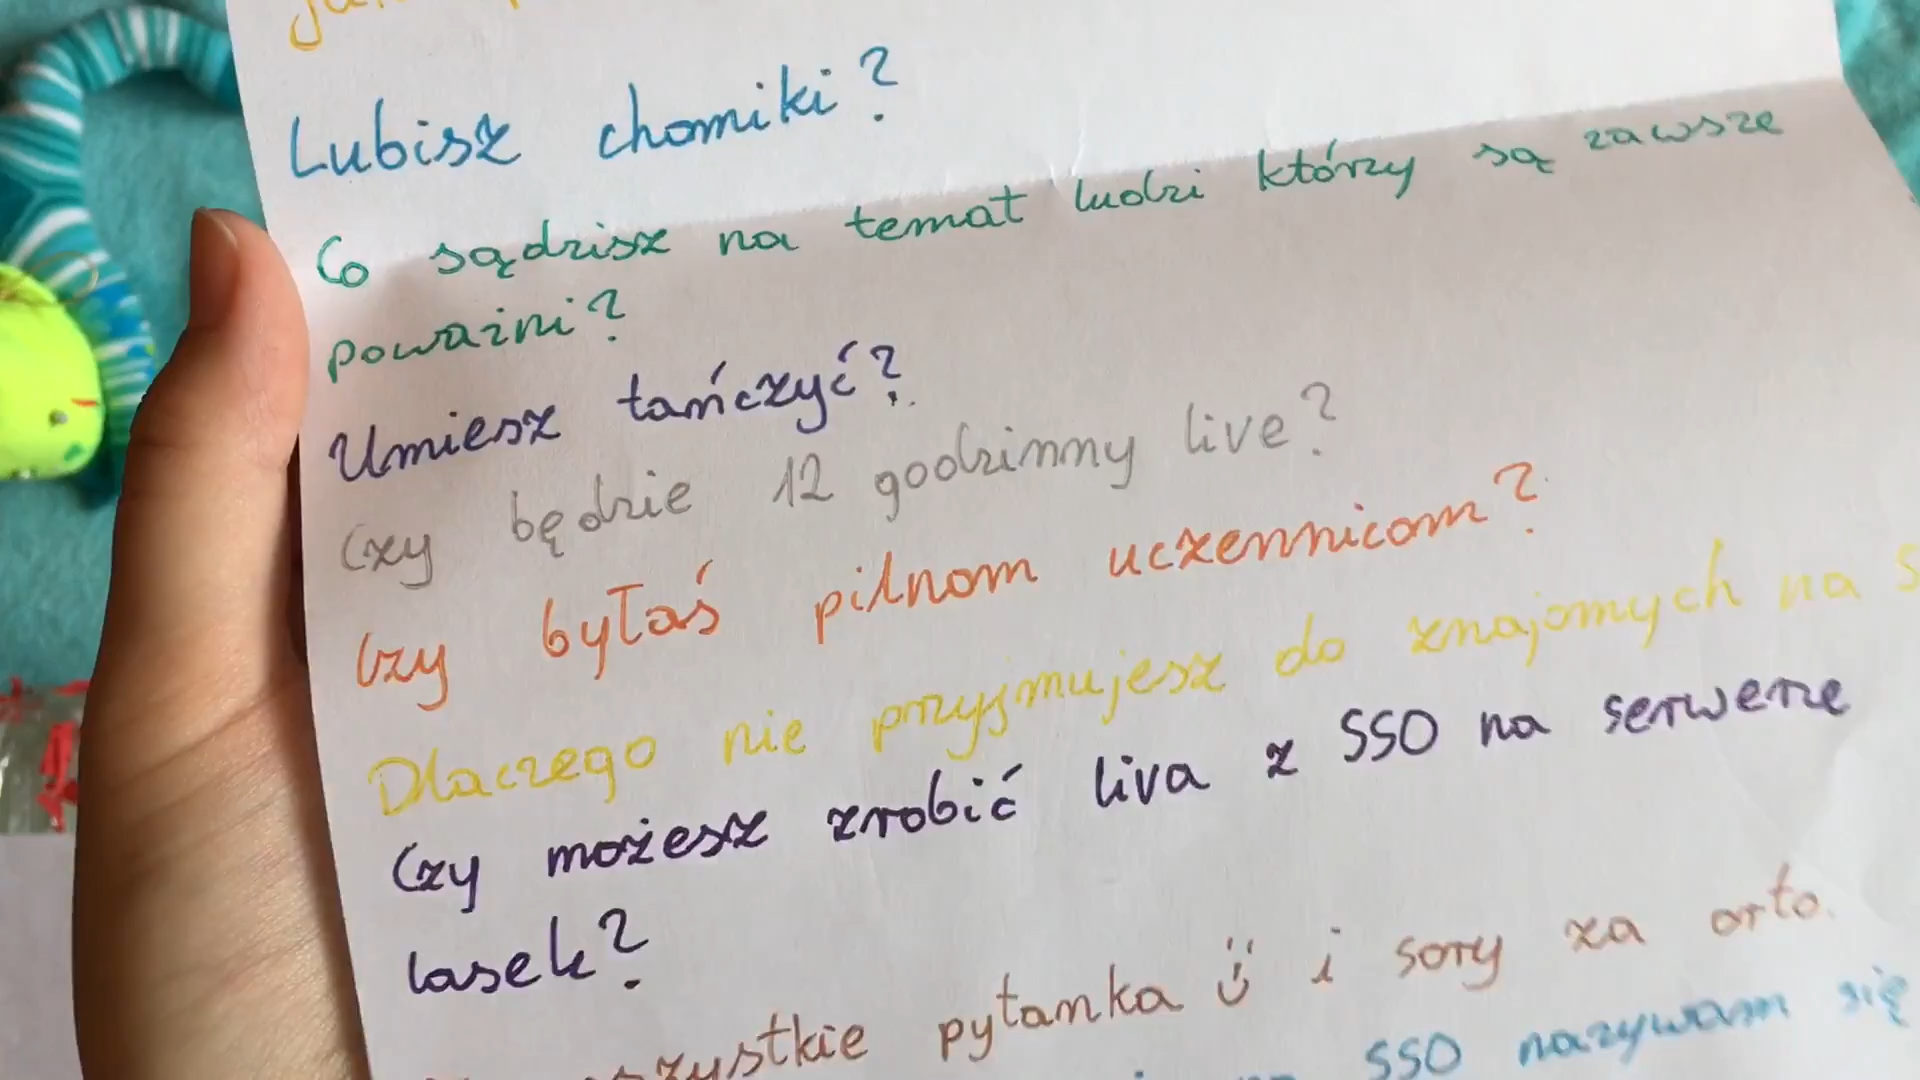 Lubisz chomiki?
Co sądzisz na temat ludzi którzy są zawsze
poważni?
Umiesz tańczyć?
Czy będzie 12 godzinny live?
Czy byłaś pilnom uczennicom?
Dlaczego nie przyjmujesz do znajomych na
Czy możesz zrobić liva z SSO na serwerze
lasek?
pytanka i sory za orto.
SSO nazywam się